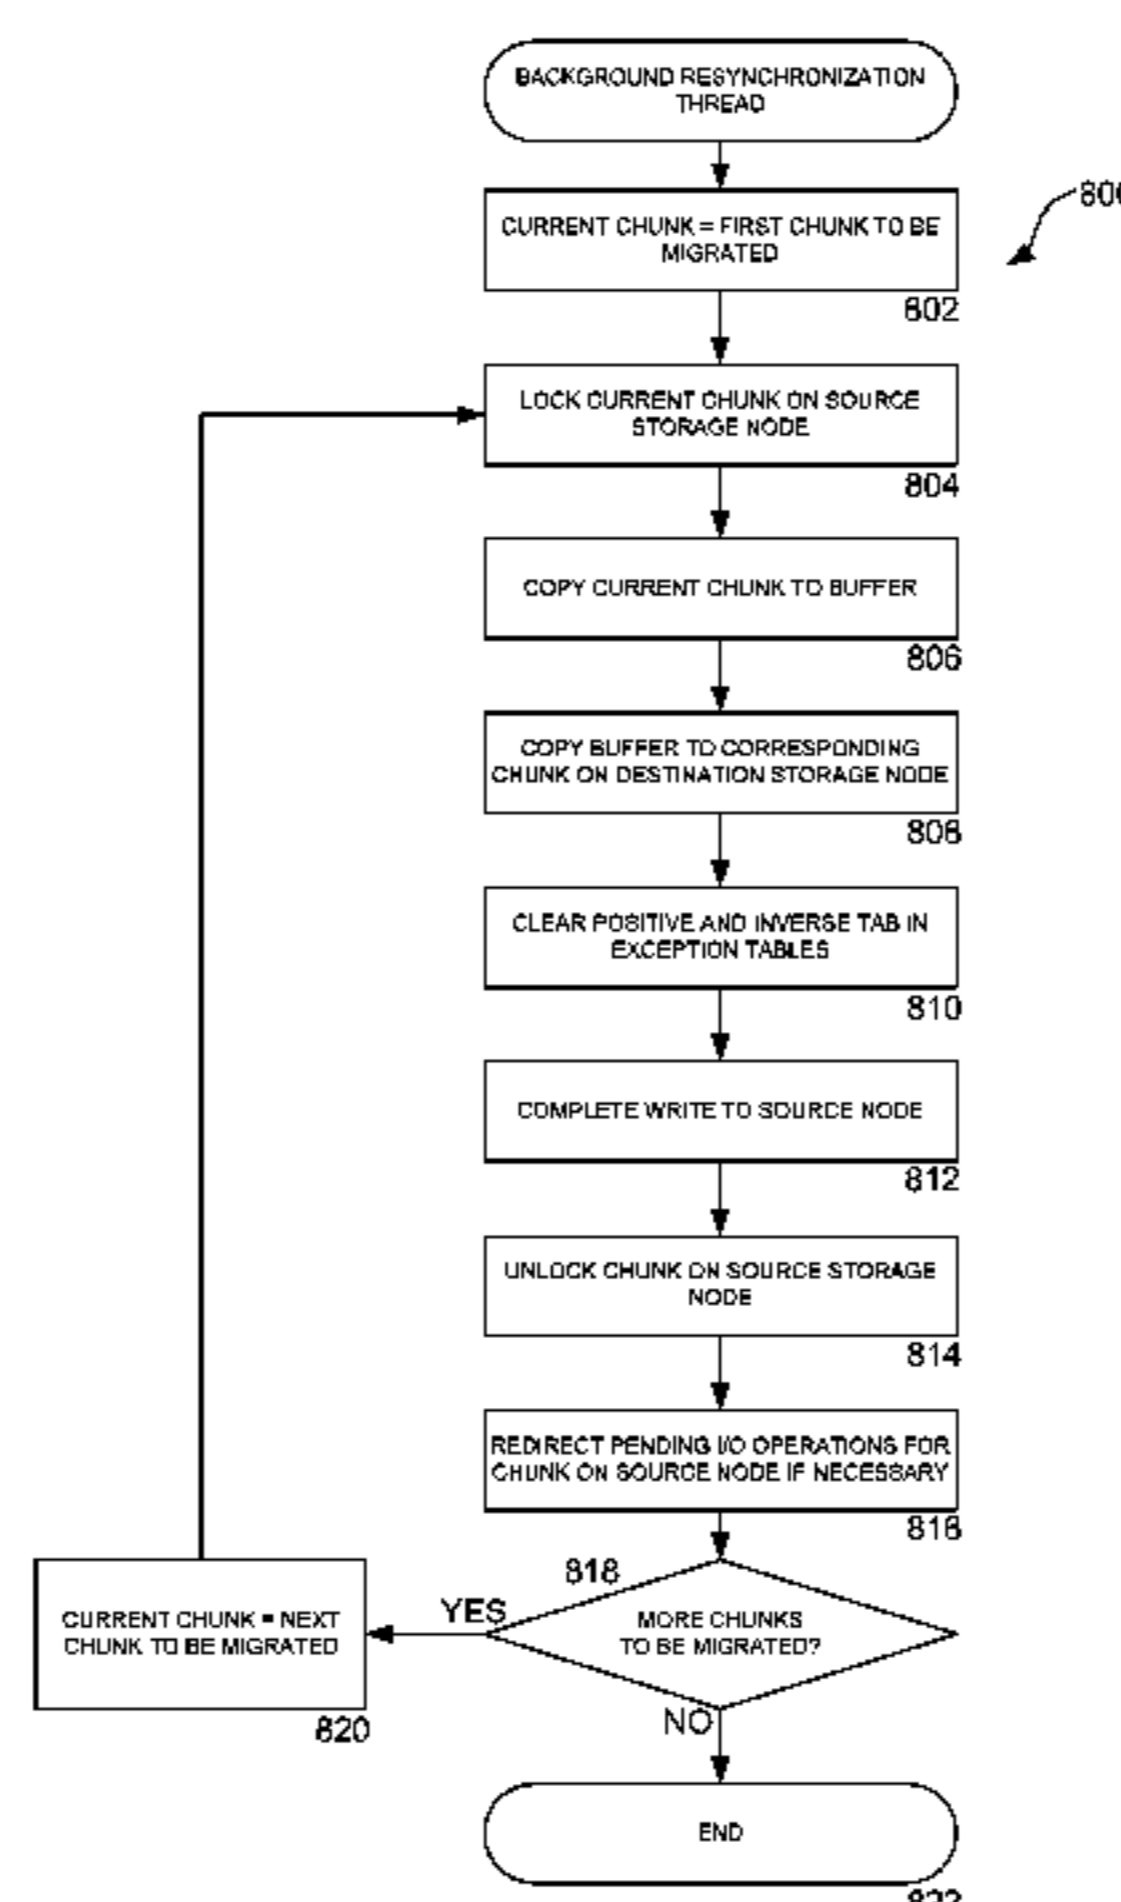 BACKGROUND RESYNCHRONIZATION
THREAD
800
CURRENT CHUNK = FIRST CHUNK TO BE
MIGRATED
802
LOCK CURRENT CHUNK ON SOURCE
STORAGE NODE
804
COPY CURRENT CHUNK TO BUFFER
806
COPY BUFFER TO CORRESPONDING
CHUNK ON DESTINATION STORAGE NODE
808
CLEAR POSITIVE AND INVERSE TAB IN
EXCEPTION TABLES
810
COMPLETE WRITE TO SOURCE NODE
812
UNLOCK CHUNK ON SOURCE STORAGE
NODE
814
REDIRECT PENDING I/O OPERATIONS FOR
CHUNK ON SOURCE NODE IF NECESSARY
816
818
YES
MORE CHUNKS
TO BE MIGRATED?
CURRENT CHUNK = NEXT
CHUNK TO BE MIGRATED
820
NO
END